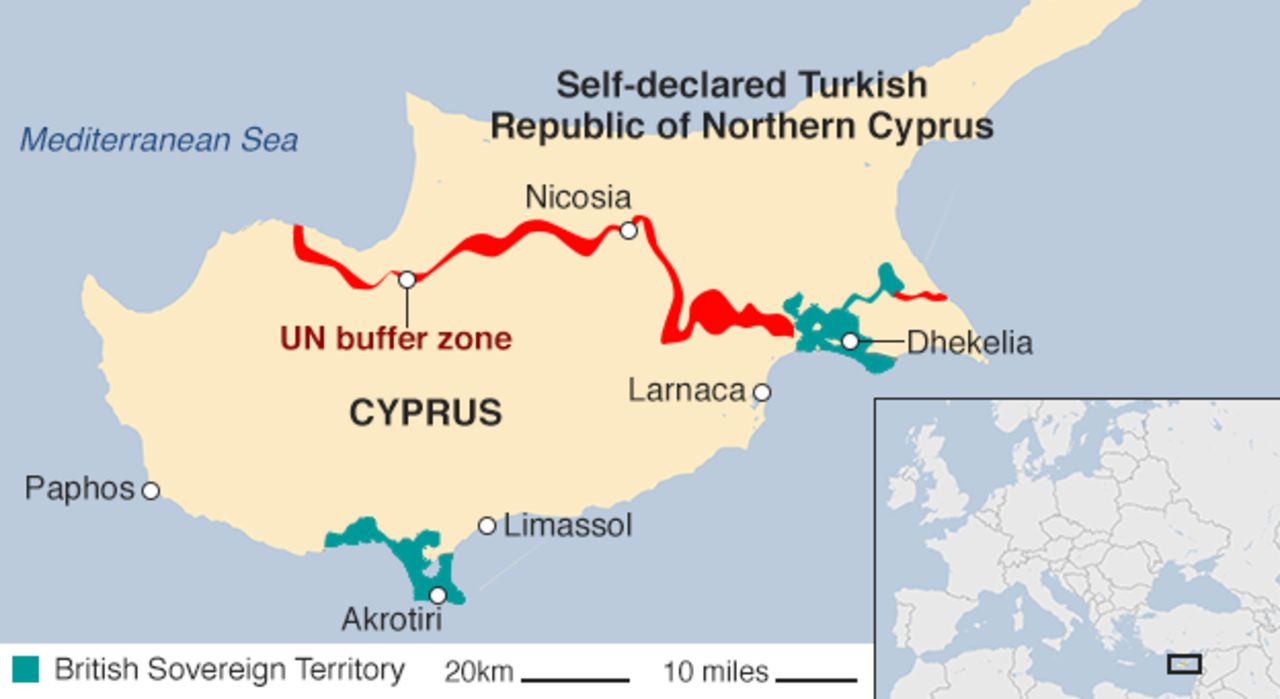 Self-declared Turkish
Republic of Northern Cyprus
Mediterranean Sea
Nicosia
UN buffer zone
Dhekelia
Larnaca
CYPRUS
Paphos
Limassol
Akrotiri
British Sovereign Territory 20km 10 miles